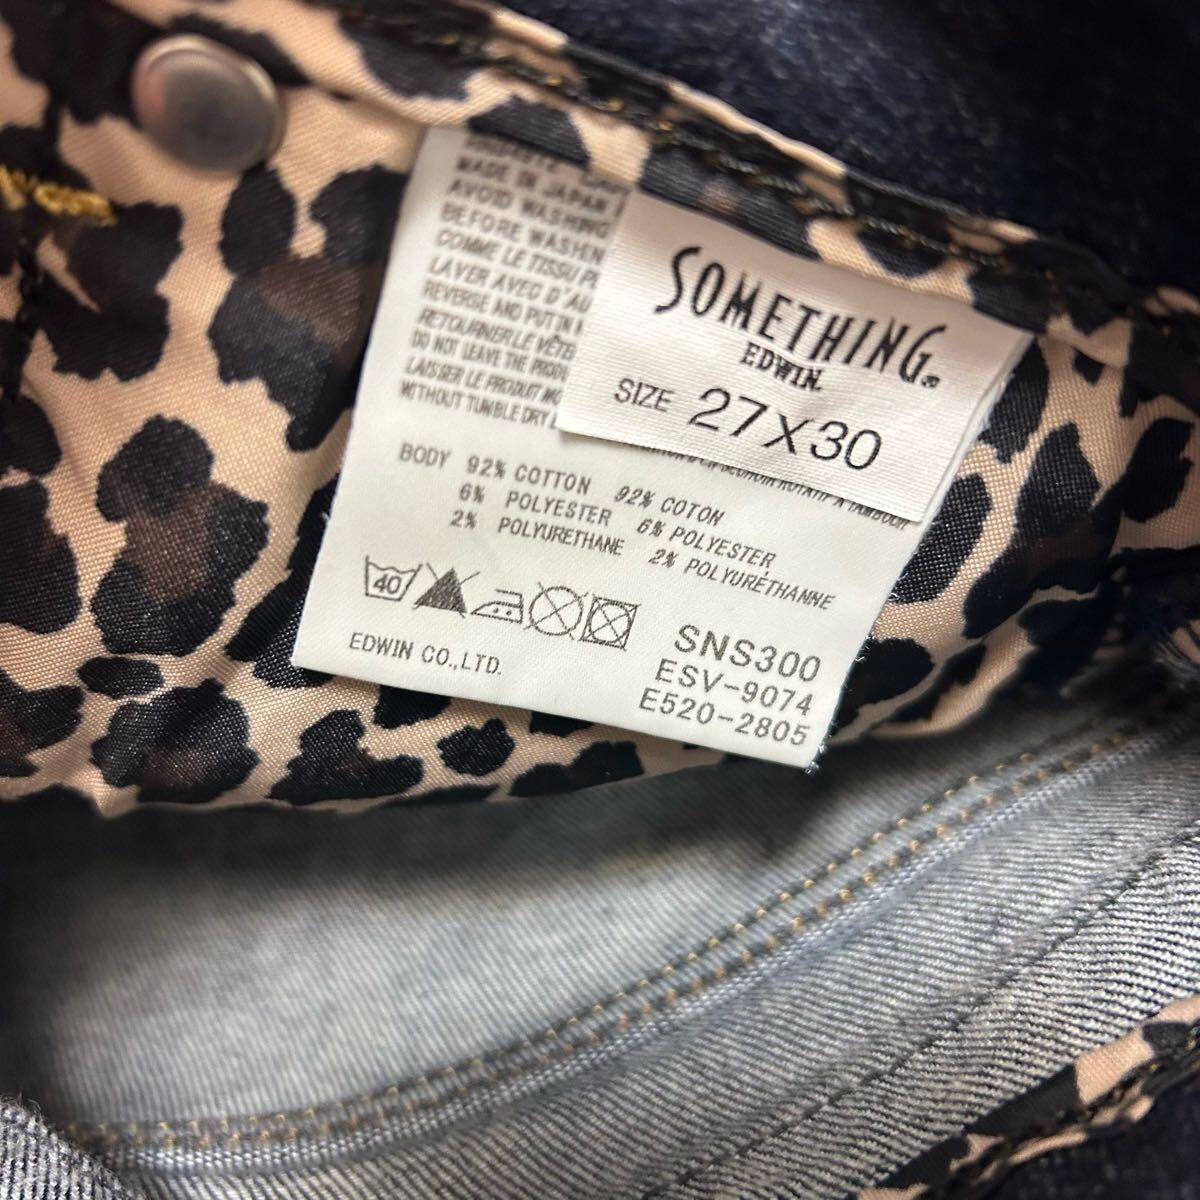 MADE IN JAPAN
AVOID WASHING
BEFORE WASHIN
COMME LE TISSU PE
LAVER AVEC D'AU
REVERSE AND PUT IN
RETOURNER LE VÊTE
DO NOT LEAVE THE PRODU
LAISSER LE PRODUIT MO
WITHOUT TUMBLE DRY
SOMETHING®
EDWIN.
SIZE 27X30
BODY 92% COTTON 92% COTON
6% POLYESTER 6% POLYESTER
2% POLYURETHANE 2% POLYURÉTHANNE
40
EDWIN CO.,LTD.
SNS300
ESV-9074
E520-2805